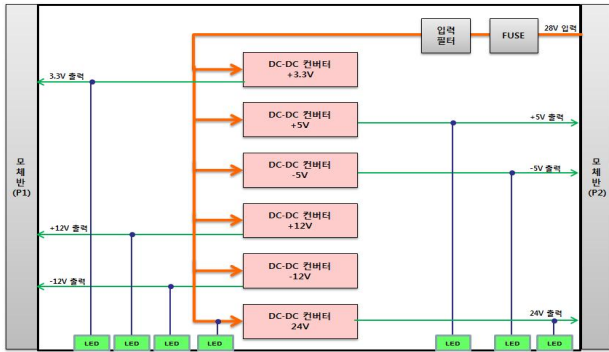 입력
필터
FUSE
28V 입력
DC-DC 컨버터
+3.3V
3.3V 출력
DC-DC 컨버터
+5V
+5V 출력
모
체
반
(P1)
DC-DC 컨버터
-5V
-5V 출력
모
체
반
(P2)
DC-DC 컨버터
+12V
+12V 출력
DC-DC 컨버터
-12V
-12V 출력
DC-DC 컨버터
24V
24V 출력
LED
LED
LED
LED
LED
LED
LED